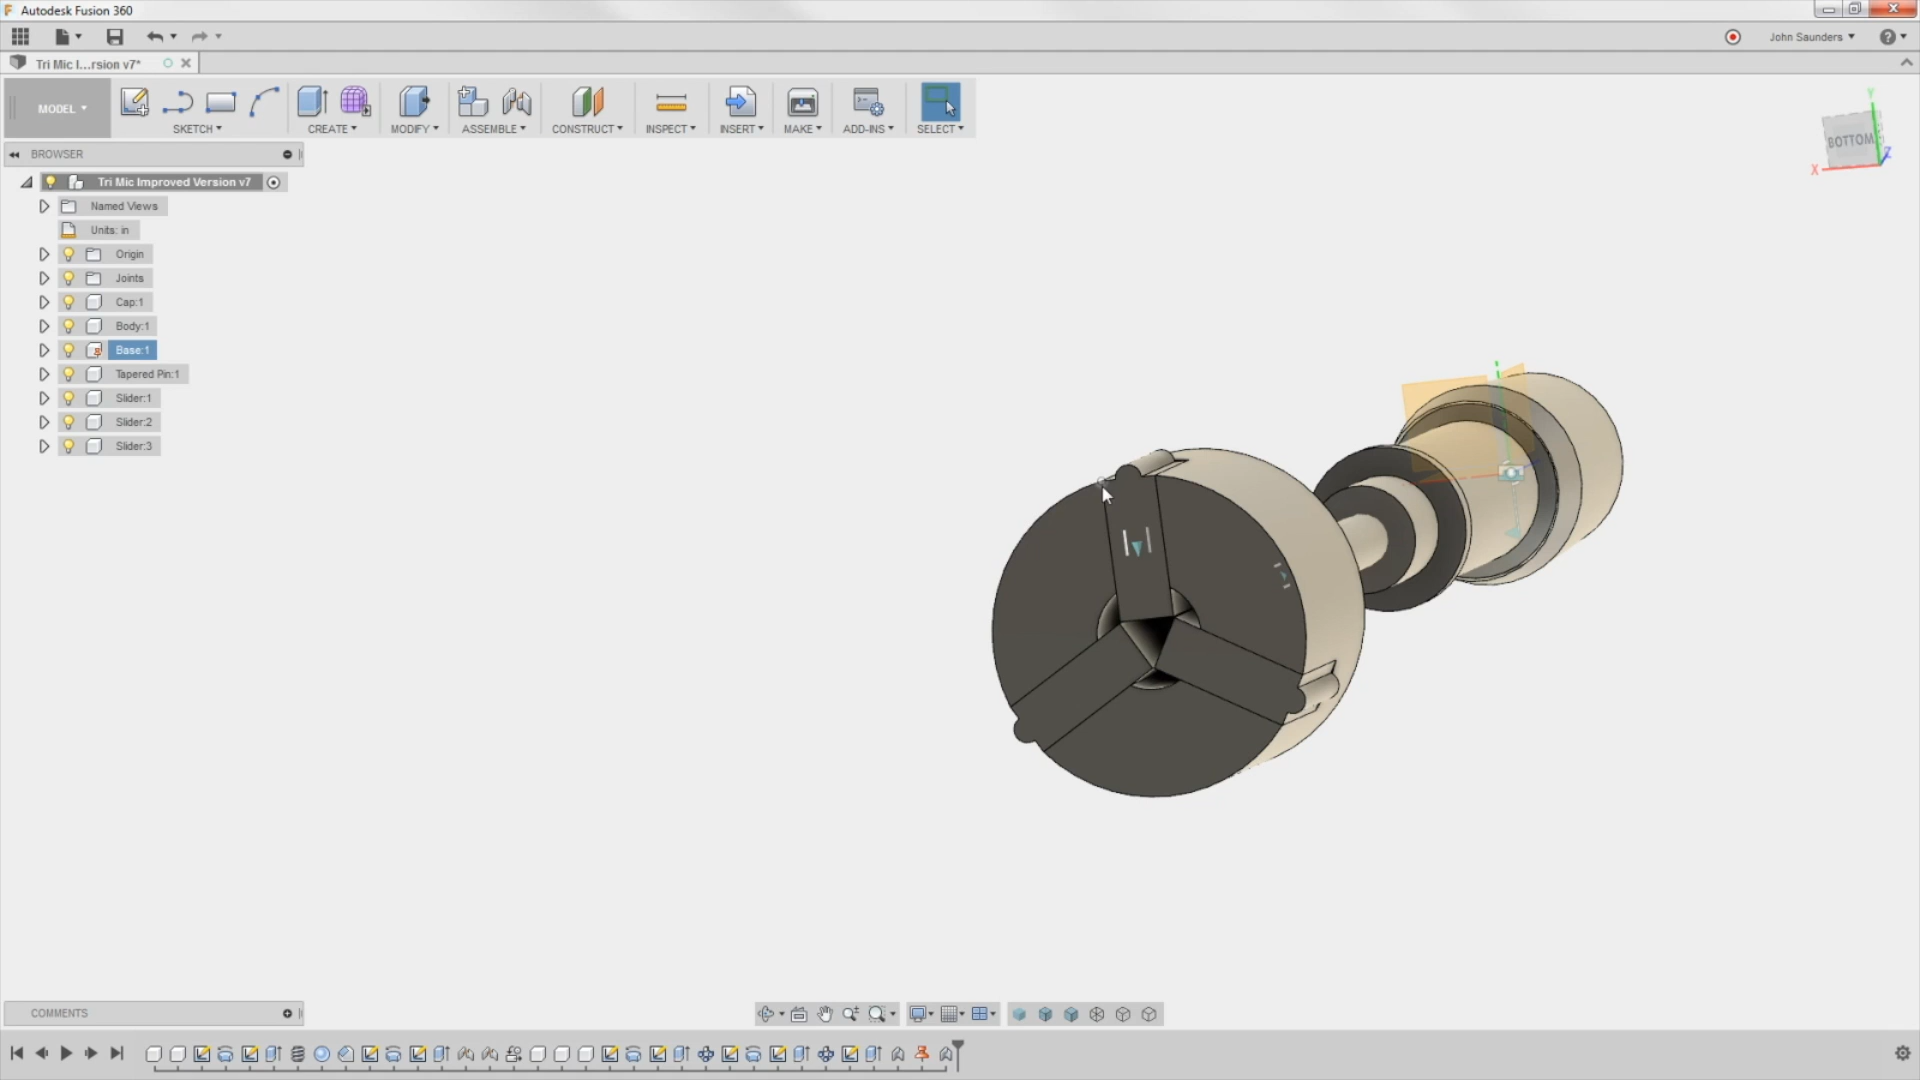 Autodesk Fusion 360
John Saunders
Tri Mic I...rsion v7*
MODEL
SKETCH
CREATE
MODIFY
ASSEMBLE
CONSTRUCT
INSPECT
INSERT
MAKE
ADD-INS
SELECT
BOTTOM
Y
X
Z
BROWSER
Tri Mic Improved Version v7
Named Views
Units: in
Origin
Joints
Cap:1
Body:1
Base:1
Tapered Pin:1
Slider:1
Slider:2
Slider:3
COMMENTS